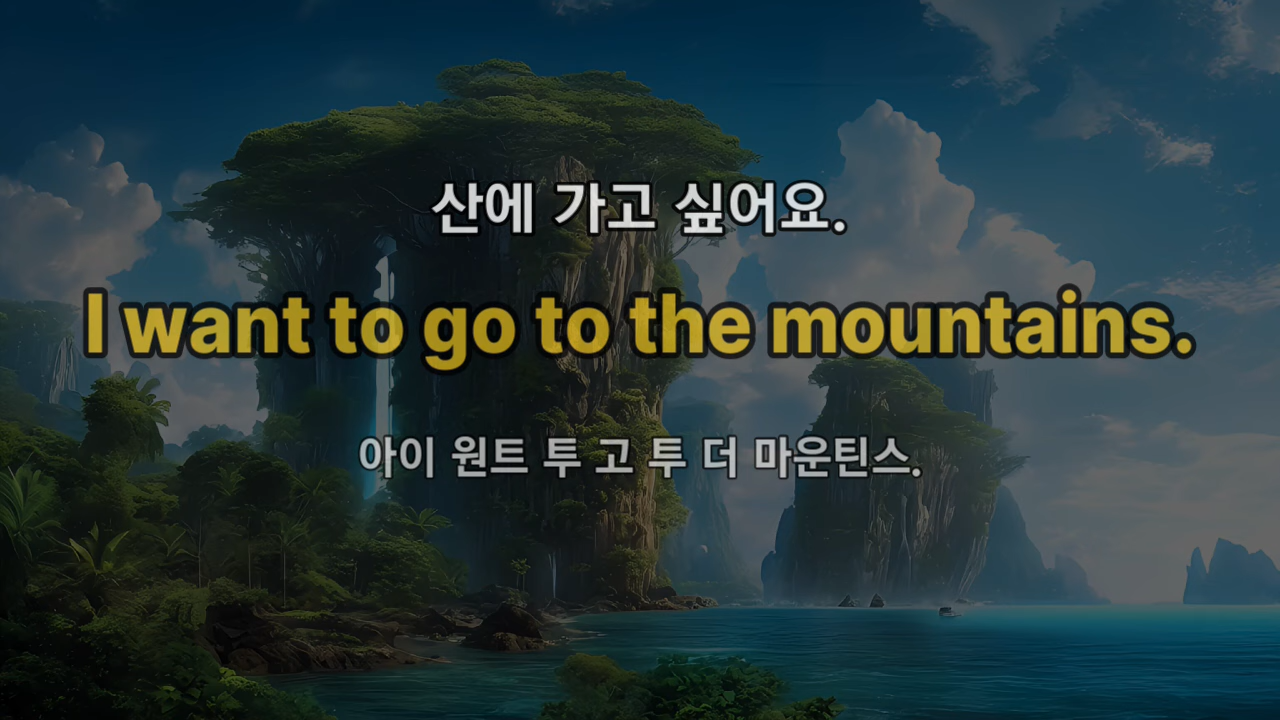 산에 가고 싶어요.
I want to go to the mountains.
아이 원트 투 고 투 더 마운틴스.